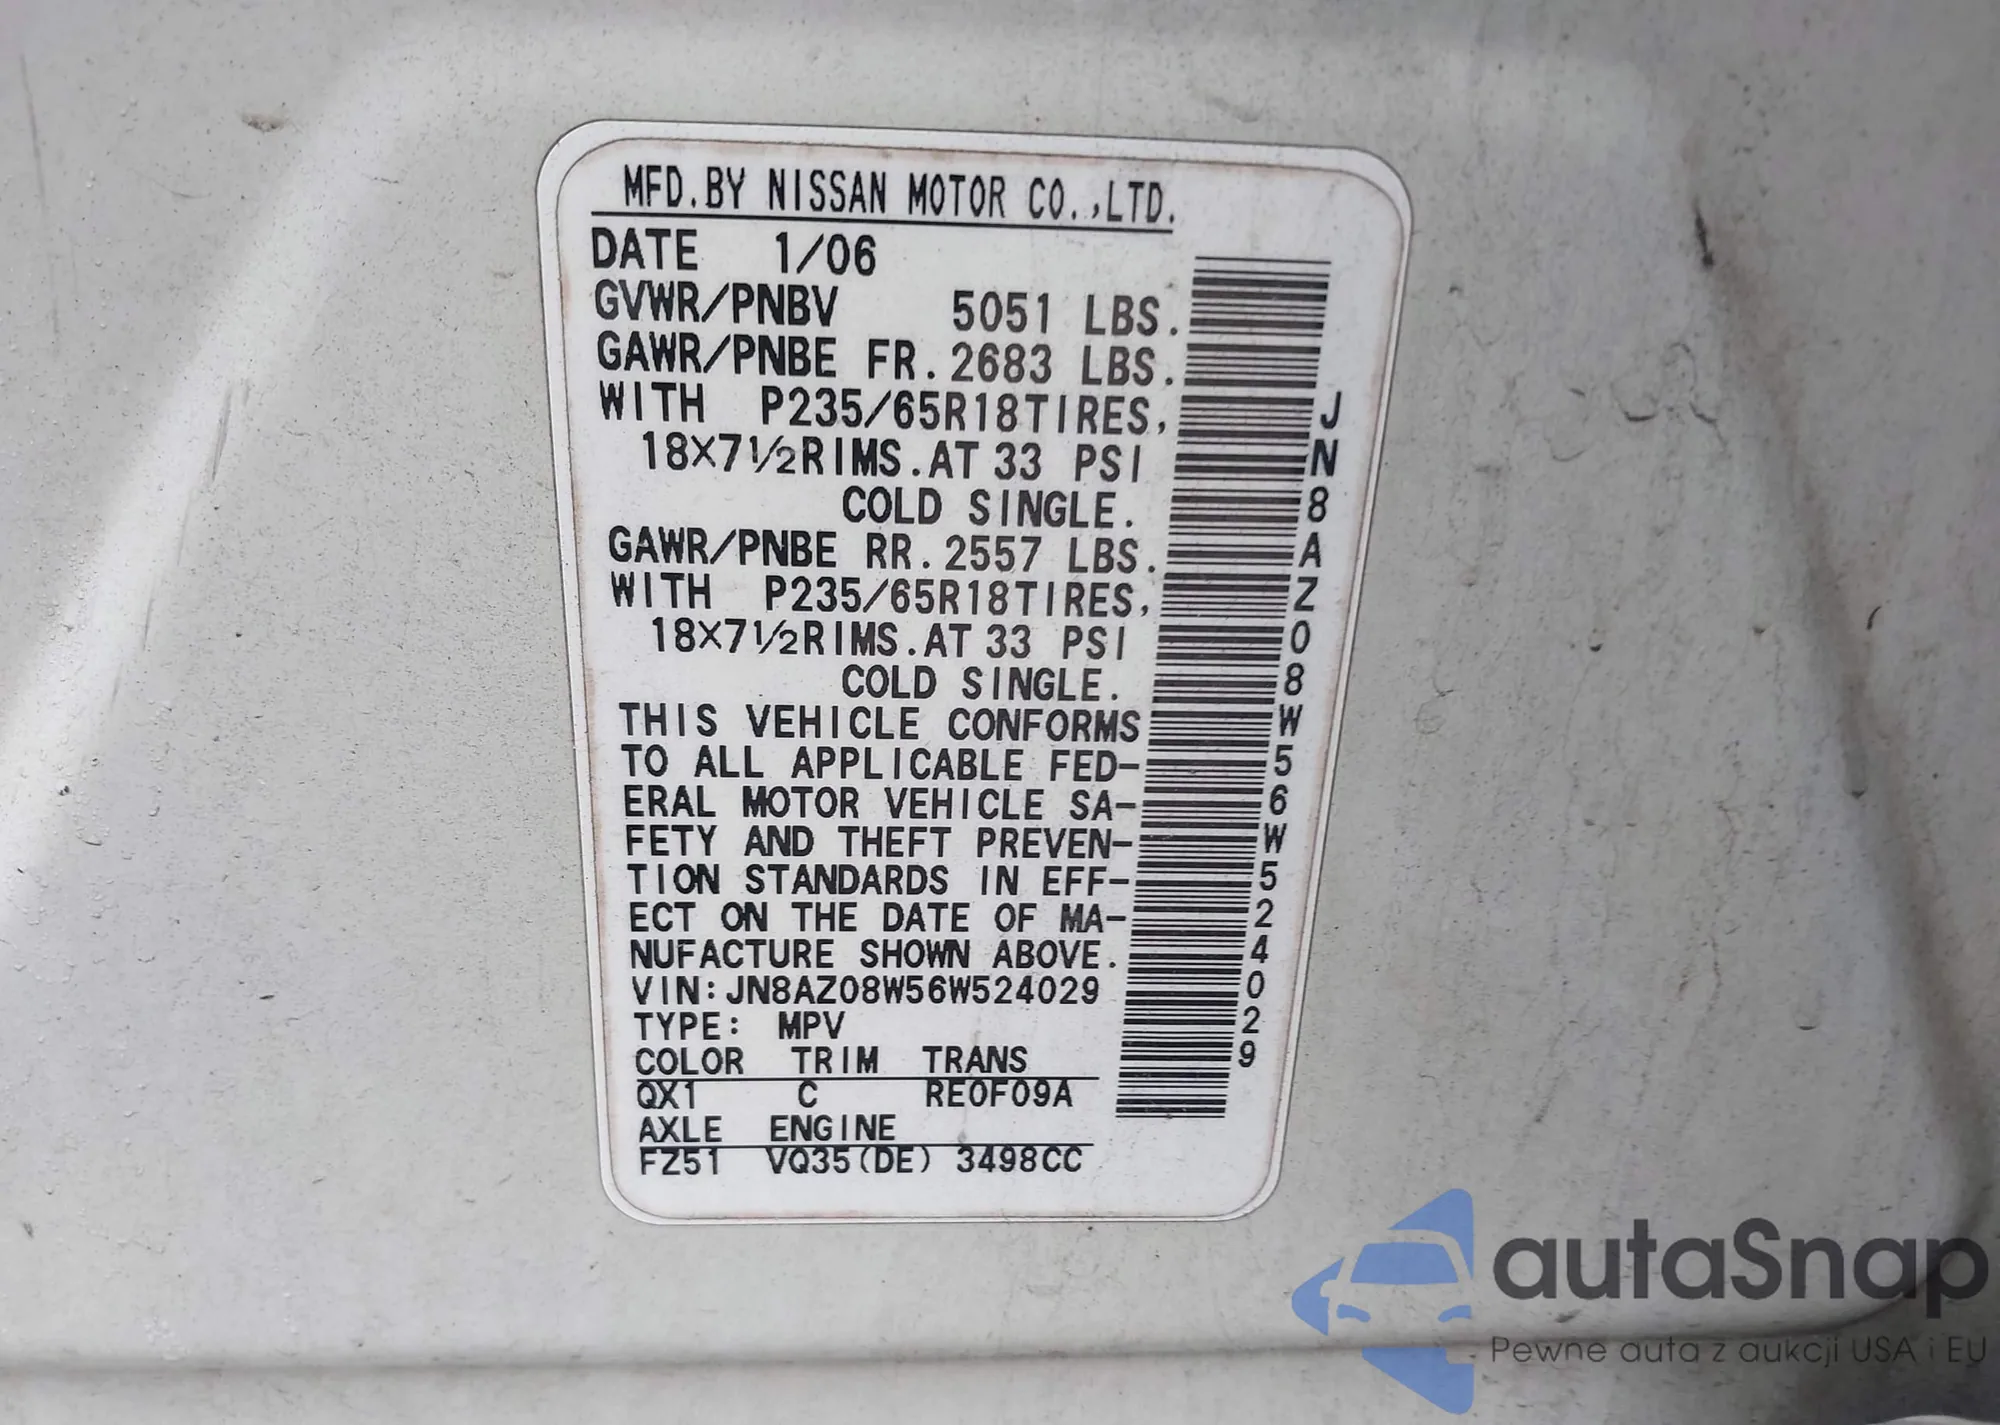 MFD.BY NISSAN MOTOR CO.,LTD.
DATE 1/06
GVWR/PNBV 5051 LBS.
GAWR/PNBE FR. 2683 LBS.
WITH P235/65R18TIRES,
18X7½RIMS.AT 33 PSI
COLD SINGLE.
GAWR/PNBE RR. 2557 LBS.
WITH P235/65R18TIRES,
18X7½RIMS.AT 33 PSI
COLD SINGLE.
THIS VEHICLE CONFORMS
TO ALL APPLICABLE FED-
ERAL MOTOR VEHICLE SA-
FETY AND THEFT PREVEN-
TION STANDARDS IN EFF-
ECT ON THE DATE OF MA-
NUFACTURE SHOWN ABOVE.
VIN:JN8AZ08W56W524029
TYPE: MPV
COLOR TRIM TRANS
QX1 C RE0F09A
AXLE ENGINE
FZ51 VQ35(DE) 3498CC
JN8AZ08W56W524029
autaSnap
Pewne auta z aukcji USA i EU